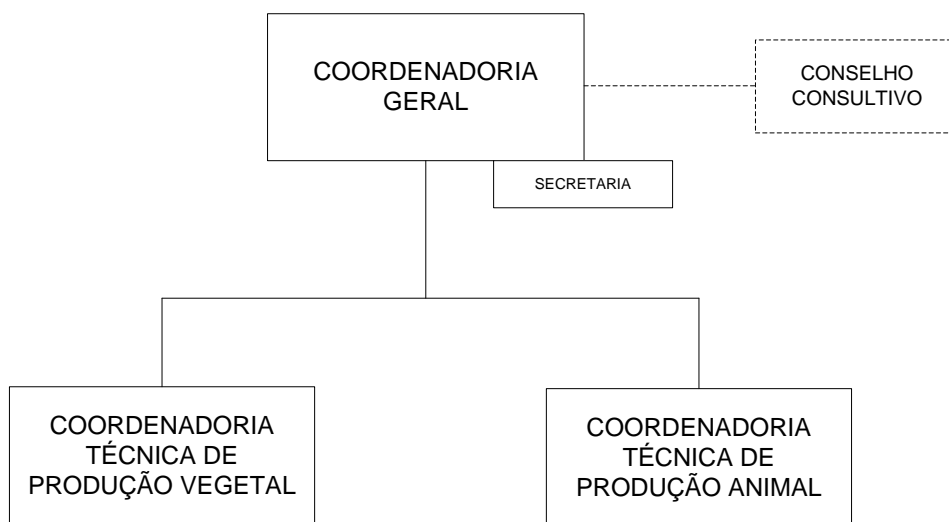 COORDENADORIA
GERAL
CONSELHO
CONSULTIVO
SECRETARIA
COORDENADORIA
TÉCNICA DE
PRODUÇÃO VEGETAL
COORDENADORIA
TÉCNICA DE
PRODUÇÃO ANIMAL